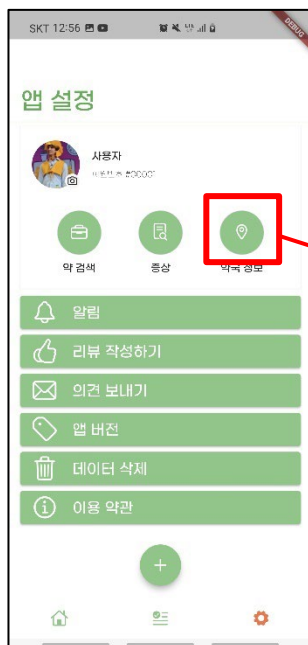 SKT 12:56
DEBUG
앱 설정
사용자
약 검색
증상
약국 정보
알림
리뷰 작성하기
의견 보내기
앱 버전
데이터 삭제
이용 약관